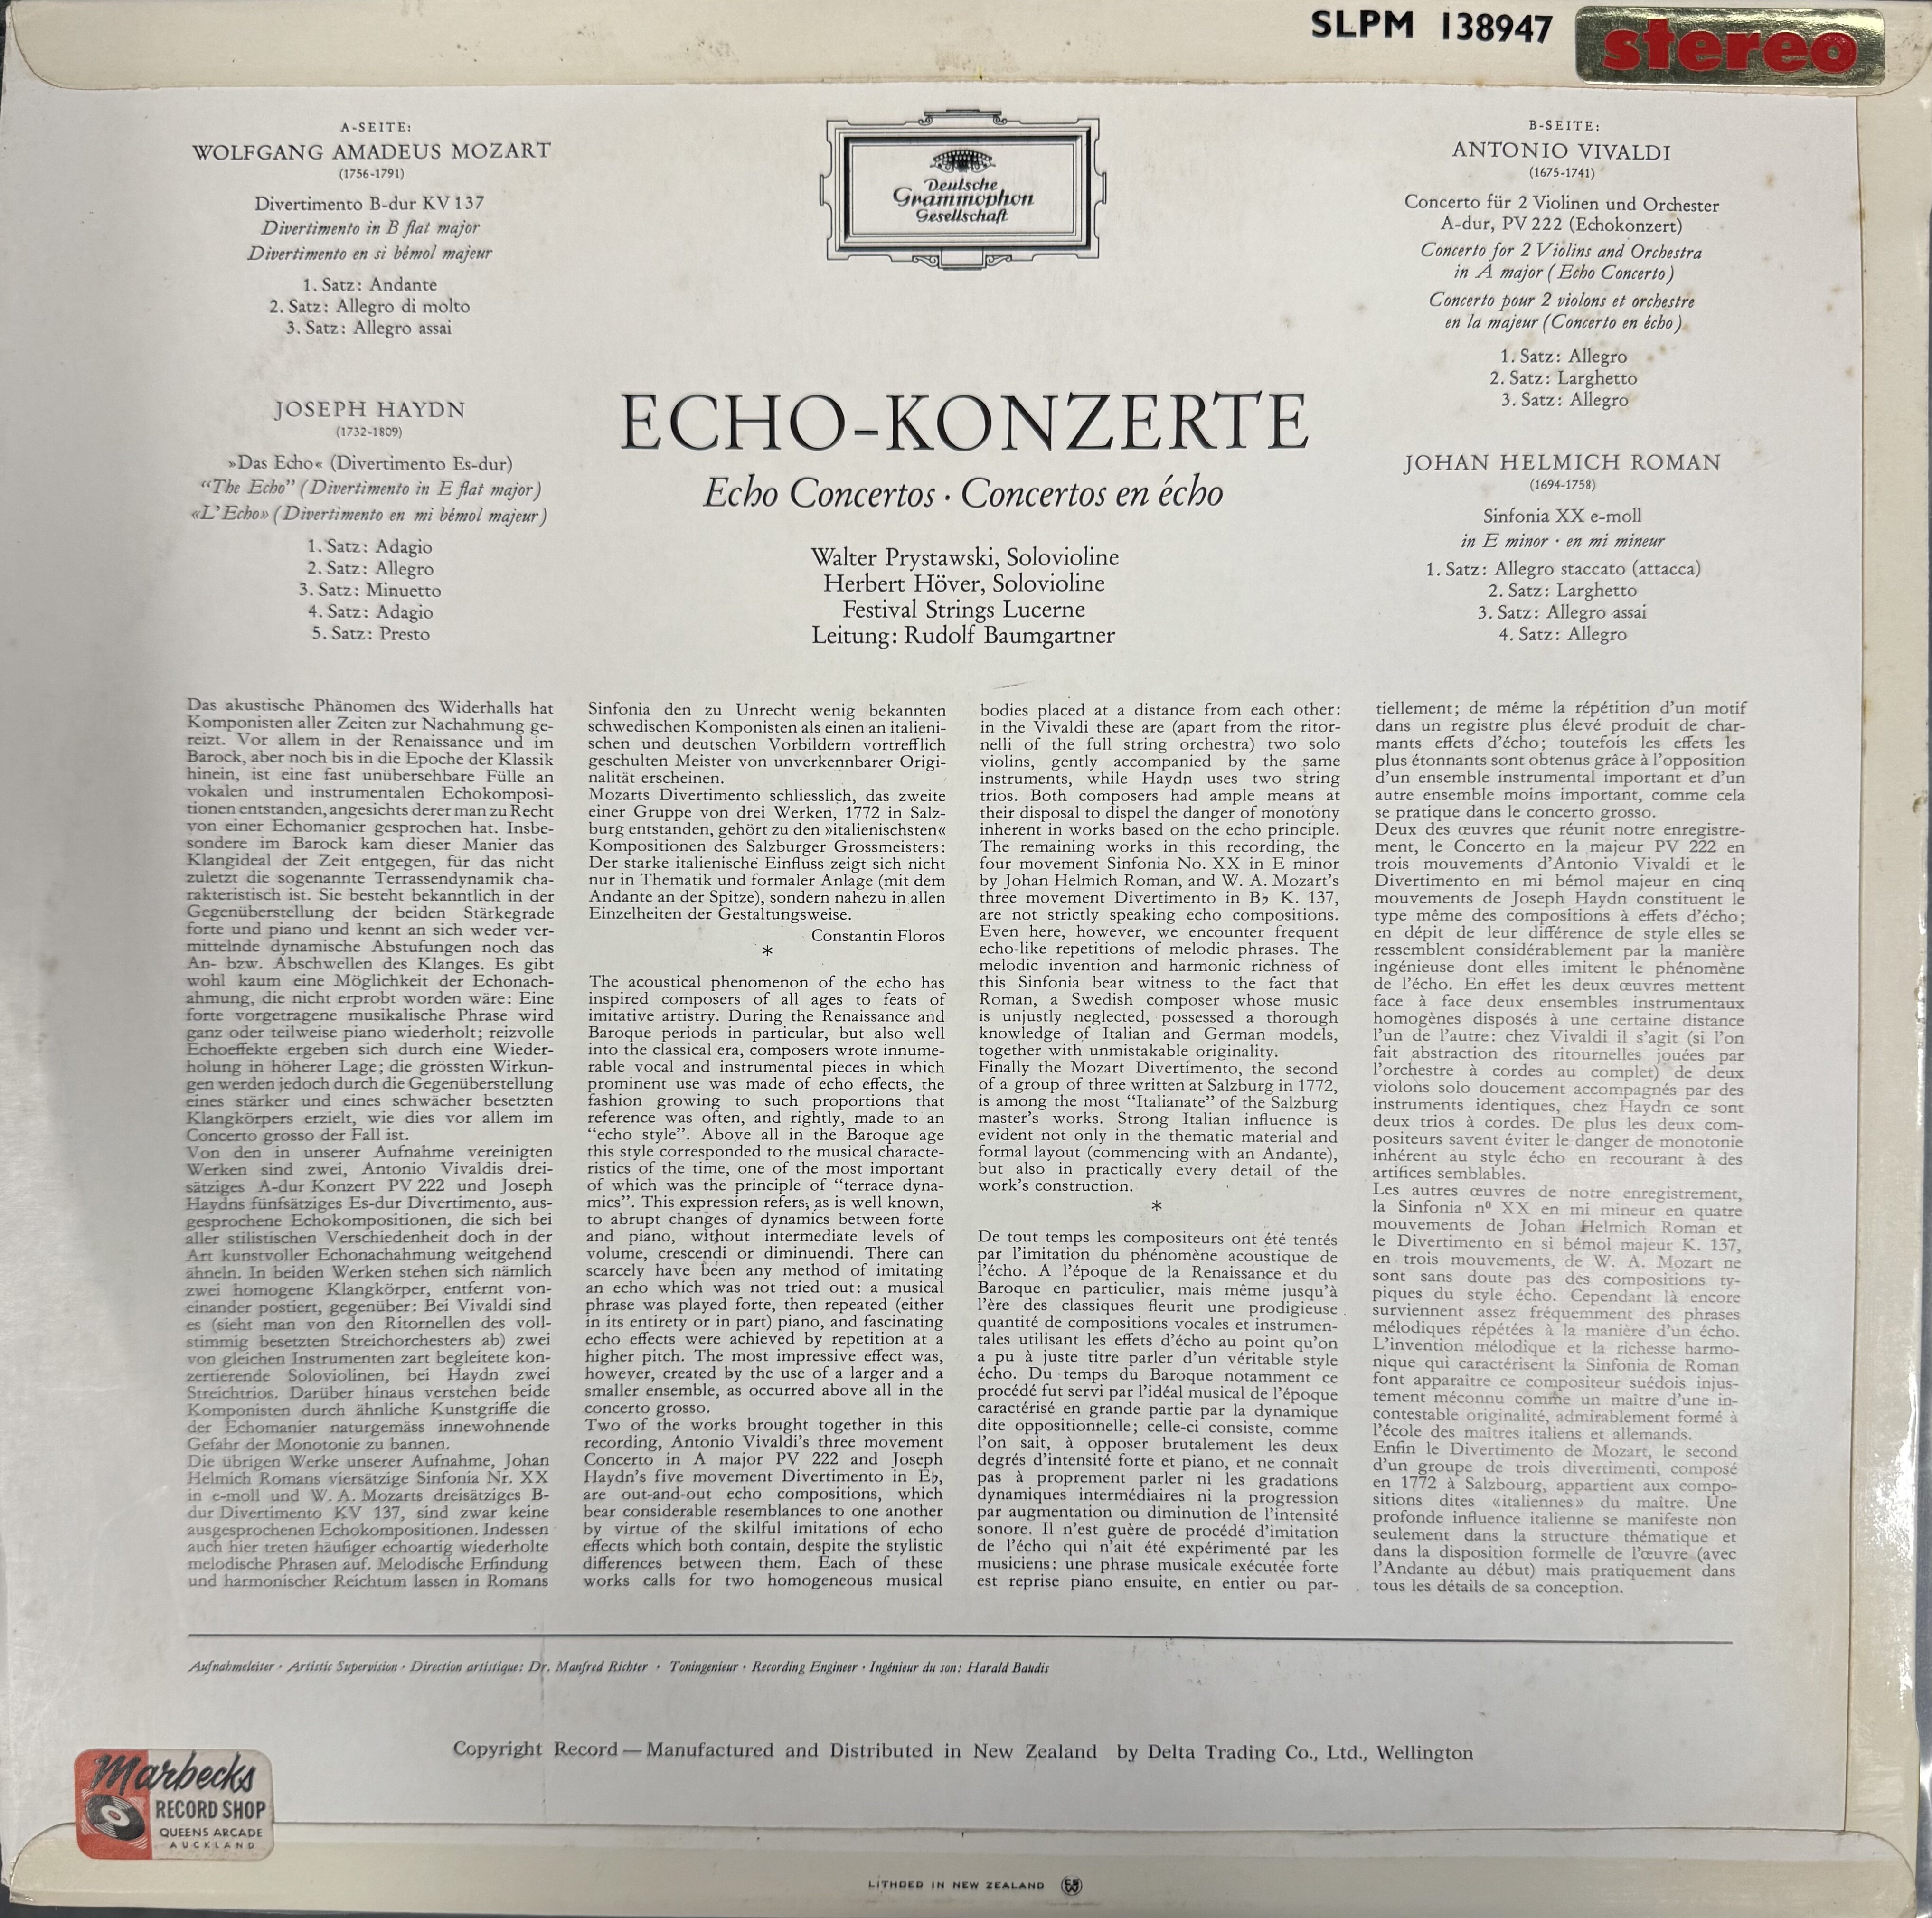 SLPM 138947
stereo
A-SEITE:
WOLFGANG AMADEUS MOZART
(1756-1791)
Divertimento B-dur KV 137
Divertimento in B flat major
Divertimento en si bémol majeur
1. Satz: Andante
2. Satz: Allegro di molto
3. Satz: Allegro assai
JOSEPH HAYDN
(1732-1809)
»Das Echo« (Divertimento Es-dur)
“The Echo” (Divertimento in E flat major)
«L'Echo» (Divertimento en mi bémol majeur)
1. Satz: Adagio
2. Satz: Allegro
3. Satz: Minuetto
4. Satz: Adagio
5. Satz: Presto
Deutsche
Grammophon
Gesellschaft
ECHO-KONZERTE
Echo Concertos · Concertos en écho
Walter Prystawski, Solovioline
Herbert Höver, Solovioline
Festival Strings Lucerne
Leitung: Rudolf Baumgartner
B-SEITE:
ANTONIO VIVALDI
(1675-1741)
Concerto für 2 Violinen und Orchester
A-dur, PV 222 (Echokonzert)
Concerto for 2 Violins and Orchestra
in A major (Echo Concerto)
Concerto pour 2 violons et orchestre
en la majeur (Concerto en écho)
1. Satz: Allegro
2. Satz: Larghetto
3. Satz: Allegro
JOHAN HELMICH ROMAN
(1694-1758)
Sinfonia XX e-moll
in E minor · en mi mineur
1. Satz: Allegro staccato (attacca)
2. Satz: Larghetto
3. Satz: Allegro assai
4. Satz: Allegro
Das akustische Phänomen des Widerhalls hat
Komponisten aller Zeiten zur Nachahmung ge-
reizt. Vor allem in der Renaissance und im
Barock, aber noch bis in die Epoche der Klassik
hinein, ist eine fast unübersehbare Fülle an
vokalen und instrumentalen Echokomposi-
tionen entstanden, angesichts derer man zu Recht
von einer Echomanier gesprochen hat. Insbe-
sondere im Barock kam dieser Manier das
Klangideal der Zeit entgegen, für das nicht
zuletzt die sogenannte Terrassendynamik cha-
rakteristisch ist. Sie besteht bekanntlich in der
Gegenüberstellung der beiden Stärkegrade
forte und piano und kennt an sich weder ver-
mittelnde dynamische Abstufungen noch das
An- bzw. Abschwellen des Klanges. Es gibt
wohl kaum eine Möglichkeit der Echonach-
ahmung, die nicht erprobt worden wäre: Eine
forte vorgetragene musikalische Phrase wird
ganz oder teilweise piano wiederholt; reizvolle
Echoeffekte ergeben sich durch eine Wieder-
holung in höherer Lage; die grössten Wirkun-
gen werden jedoch durch die Gegenüberstellung
eines stärker und eines schwächer besetzten
Klangkörpers erzielt, wie dies vor allem im
Concerto grosso der Fall ist.
Von den in unserer Aufnahme vereinigten
Werken sind zwei, Antonio Vivaldis drei-
sätziges A-dur Konzert PV 222 und Joseph
Haydns fünfsätziges Es-dur Divertimento, aus-
gesprochene Echokompositionen, die sich bei
aller stilistischen Verschiedenheit doch in der
Art kunstvoller Echonachahmung weitgehend
ähneln. In beiden Werken stehen sich nämlich
zwei homogene Klangkörper, entfernt von-
einander postiert, gegenüber: Bei Vivaldi sind
es (sieht man von den Ritornellen des voll-
stimmig besetzten Streichorchesters ab) zwei
von gleichen Instrumenten zart begleitete kon-
zertierende Soloviolinen, bei Haydn zwei
Streichtrios. Darüber hinaus verstehen beide
Komponisten durch ähnliche Kunstgriffe die
der Echomanier naturgemäss innewohnende
Gefahr der Monotonie zu bannen.
Die übrigen Werke unserer Aufnahme, Johan
Helmich Romans viersätzige Sinfonia Nr. XX
in e-moll und W. A. Mozarts dreisätziges B-
dur Divertimento KV 137, sind zwar keine
ausgesprochenen Echokompositionen. Indessen
auch hier treten häufiger echoartig wiederholte
melodische Phrasen auf. Melodische Erfindung
und harmonischer Reichtum lassen in Romans
Sinfonia den zu Unrecht wenig bekannten
schwedischen Komponisten als einen an italieni-
schen und deutschen Vorbildern vortrefflich
geschulten Meister von unverkennbarer Origi-
nalität erscheinen.
Mozarts Divertimento schliesslich, das zweite
einer Gruppe von drei Werken, 1772 in Salz-
burg entstanden, gehört zu den »italienischsten«
Kompositionen des Salzburger Grossmeisters:
Der starke italienische Einfluss zeigt sich nicht
nur in Thematik und formaler Anlage (mit dem
Andante an der Spitze), sondern nahezu in allen
Einzelheiten der Gestaltungsweise.
Constantin Floros
*
The acoustical phenomenon of the echo has
inspired composers of all ages to feats of
imitative artistry. During the Renaissance and
Baroque periods in particular, but also well
into the classical era, composers wrote innume-
rable vocal and instrumental pieces in which
prominent use was made of echo effects, the
fashion growing to such proportions that
reference was often, and rightly, made to an
“echo style”. Above all in the Baroque age
this style corresponded to the musical characte-
ristics of the time, one of the most important
of which was the principle of “terrace dyna-
mics”. This expression refers, as is well known,
to abrupt changes of dynamics between forte
and piano, without intermediate levels of
volume, crescendi or diminuendi. There can
scarcely have been any method of imitating
an echo which was not tried out: a musical
phrase was played forte, then repeated (either
in its entirety or in part) piano, and fascinating
echo effects were achieved by repetition at a
higher pitch. The most impressive effect was,
however, created by the use of a larger and a
smaller ensemble, as occurred above all in the
concerto grosso.
Two of the works brought together in this
recording, Antonio Vivaldi's three movement
Concerto in A major PV 222 and Joseph
Haydn's five movement Divertimento in E♭,
are out-and-out echo compositions, which
bear considerable resemblances to one another
by virtue of the skilful imitations of echo
effects which both contain, despite the stylistic
differences between them. Each of these
works calls for two homogeneous musical
bodies placed at a distance from each other:
in the Vivaldi these are (apart from the ritor-
nelli of the full string orchestra) two solo
violins, gently accompanied by the same
instruments, while Haydn uses two string
trios. Both composers had ample means at
their disposal to dispel the danger of monotony
inherent in works based on the echo principle.
The remaining works in this recording, the
four movement Sinfonia No. XX in E minor
by Johan Helmich Roman, and W. A. Mozart's
three movement Divertimento in B♭ K. 137,
are not strictly speaking echo compositions.
Even here, however, we encounter frequent
echo-like repetitions of melodic phrases. The
melodic invention and harmonic richness of
this Sinfonia bear witness to the fact that
Roman, a Swedish composer whose music
is unjustly neglected, possessed a thorough
knowledge of Italian and German models,
together with unmistakable originality.
Finally the Mozart Divertimento, the second
of a group of three written at Salzburg in 1772,
is among the most “Italianate” of the Salzburg
master's works. Strong Italian influence is
evident not only in the thematic material and
formal layout (commencing with an Andante),
but also in practically every detail of the
work's construction.
*
De tout temps les compositeurs ont été tentés
par l'imitation du phénomène acoustique de
l'écho. A l'époque de la Renaissance et du
Baroque en particulier, mais même jusqu'à
l'ère des classiques fleurit une prodigieuse
quantité de compositions vocales et instrumen-
tales utilisant les effets d'écho au point qu'on
a pu à juste titre parler d'un véritable style
écho. Du temps du Baroque notamment ce
procédé fut servi par l'idéal musical de l'époque
caractérisé en grande partie par la dynamique
dite oppositionnelle; celle-ci consiste, comme
l'on sait, à opposer brutalement les deux
degrés d'intensité forte et piano, et ne connaît
pas à proprement parler ni les gradations
dynamiques intermédiaires ni la progression
par augmentation ou diminution de l'intensité
sonore. Il n'est guère de procédé d'imitation
de l'écho qui n'ait été expérimenté par les
musiciens: une phrase musicale exécutée forte
est reprise piano ensuite, en entier ou par-
tiellement; de même la répétition d'un motif
dans un registre plus élevé produit de char-
mants effets d'écho; toutefois les effets les
plus étonnants sont obtenus grâce à l'opposition
d'un ensemble instrumental important et d'un
autre ensemble moins important, comme cela
se pratique dans le concerto grosso.
Deux des œuvres que réunit notre enregistre-
ment, le Concerto en la majeur PV 222 en
trois mouvements d'Antonio Vivaldi et le
Divertimento en mi bémol majeur en cinq
mouvements de Joseph Haydn constituent le
type même des compositions à effets d'écho;
en dépit de leur différence de style elles se
ressemblent considérablement par la manière
ingénieuse dont elles imitent le phénomène
de l'écho. En effet les deux œuvres mettent
face à face deux ensembles instrumentaux
homogènes disposés à une certaine distance
l'un de l'autre: chez Vivaldi il s'agit (si l'on
fait abstraction des ritournelles jouées par
l'orchestre à cordes au complet) de deux
violons solo doucement accompagnés par des
instruments identiques, chez Haydn ce sont
deux trios à cordes. De plus les deux com-
positeurs savent éviter le danger de monotonie
inhérent au style écho en recourant à des
artifices semblables.
Les autres œuvres de notre enregistrement,
la Sinfonia nº XX en mi mineur en quatre
mouvements de Johan Helmich Roman et
le Divertimento en si bémol majeur K. 137,
en trois mouvements, de W. A. Mozart ne
sont sans doute pas des compositions ty-
piques du style écho. Cependant là encore
surviennent assez fréquemment des phrases
mélodiques répétées à la manière d'un écho.
L'invention mélodique et la richesse harmo-
nique qui caractérisent la Sinfonia de Roman
font apparaître ce compositeur suédois injus-
tement méconnu comme un maître d'une in-
contestable originalité, admirablement formé à
l'école des maîtres italiens et allemands.
Enfin le Divertimento de Mozart, le second
d'un groupe de trois divertimenti, composé
en 1772 à Salzbourg, appartient aux compo-
sitions dites «italiennes» du maître. Une
profonde influence italienne se manifeste non
seulement dans la structure thématique et
dans la disposition formelle de l'œuvre (avec
l'Andante au début) mais pratiquement dans
tous les détails de sa conception.
Aufnahmeleiter · Artistic Supervision · Direction artistique: Dr. Manfred Richter · Toningenieur · Recording Engineer · Ingénieur du son: Harald Baudis
Copyright Record — Manufactured and Distributed in New Zealand by Delta Trading Co., Ltd., Wellington
Marbecks
RECORD SHOP
QUEENS ARCADE
AUCKLAND
LITHOED IN NEW ZEALAND